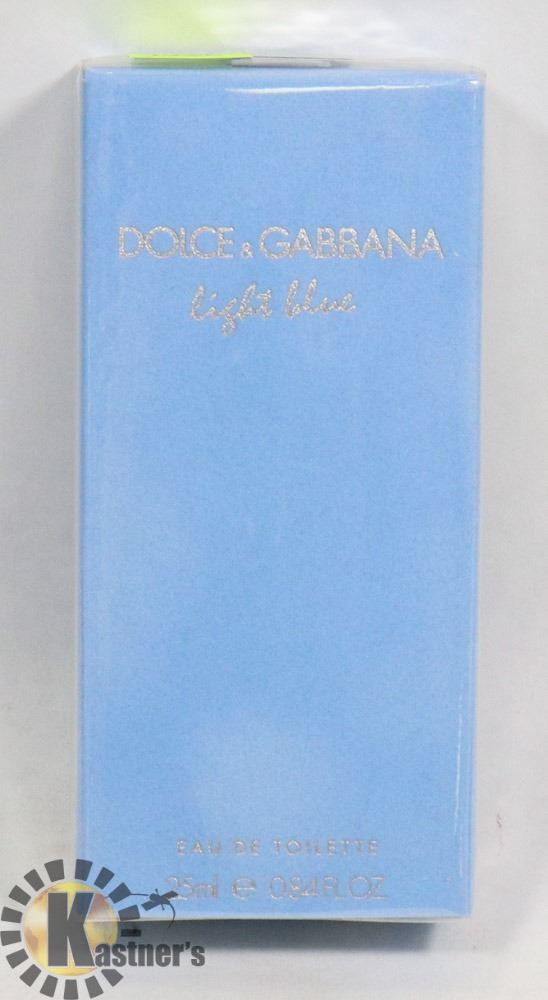 DOLCE & GABBANA
light blue
EAU DE TOILETTE
25ml e 0.84 FL.OZ.
Kastner's